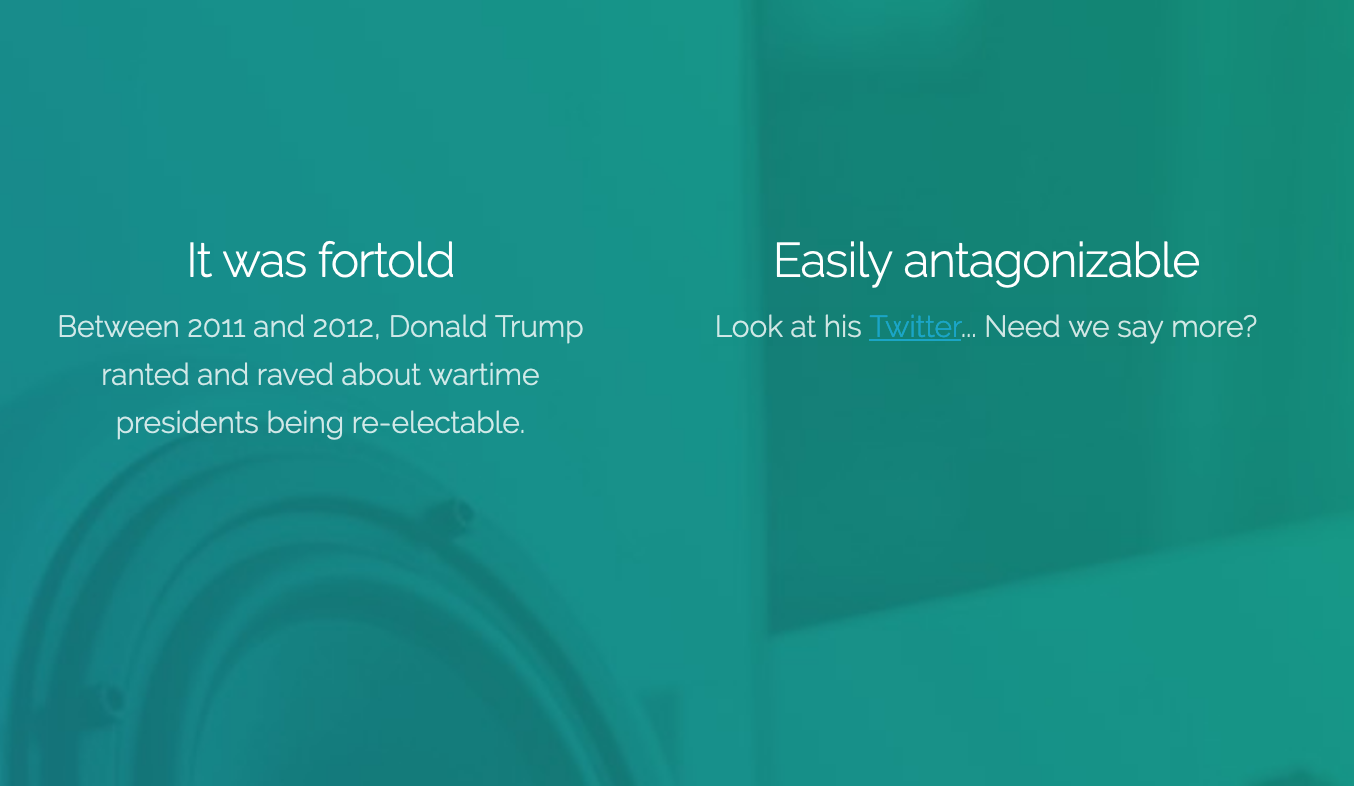 It was fortold
Between 2011 and 2012, Donald Trump
ranted and raved about wartime
presidents being re-electable.
Easily antagonizable
Look at his Twitter... Need we say more?